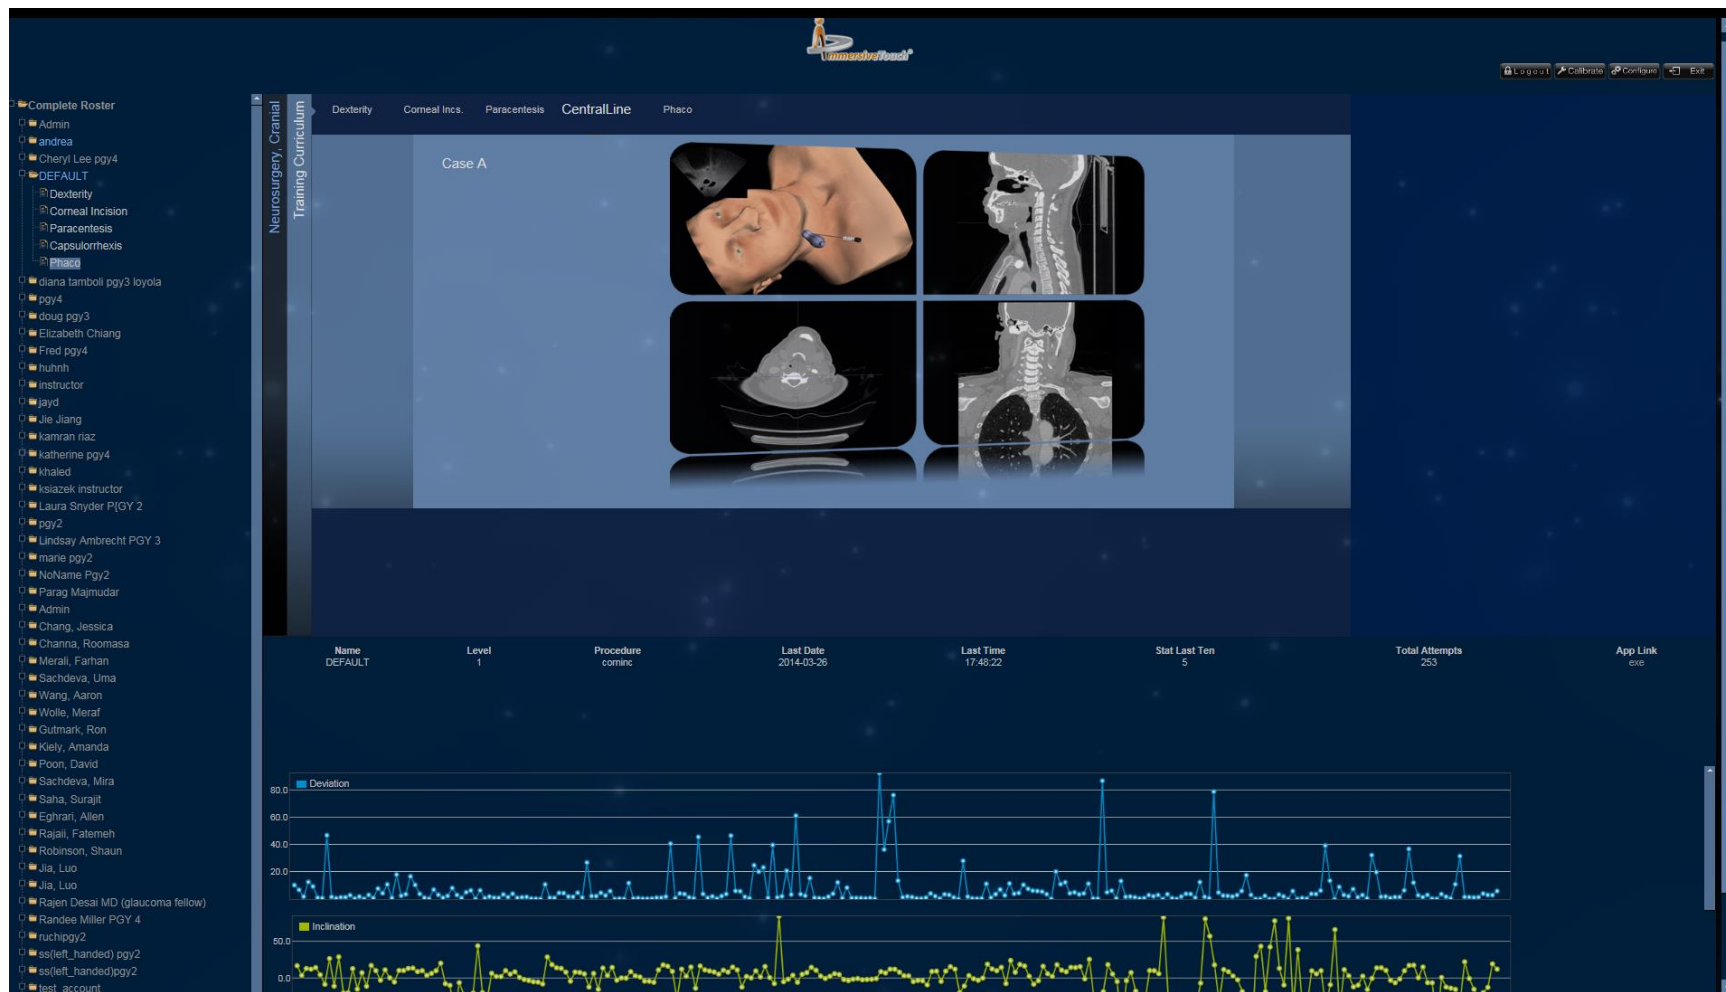 ImmersiveTouch®
Logout Calibrate Configure Exit
Complete Roster
Admin
andrea
Cheryl Lee pgy4
DEFAULT
Dexterity
Corneal Incision
Paracentesis
Capsulorrhexis
Phaco
diana tamboli pgy3 loyola
pgy4
doug pgy3
Elizabeth Chiang
Fred pgy4
huhnh
instructor
jayd
Jie Jiang
kamran riaz
katherine pgy4
khaled
ksiazek instructor
Laura Snyder P{GY 2
pgy2
Lindsay Ambrecht PGY 3
marie pgy2
NoName Pgy2
Parag Majmudar
Admin
Chang, Jessica
Channa, Roomasa
Merali, Farhan
Sachdeva, Uma
Wang, Aaron
Wolle, Meraf
Gutmark, Ron
Kiely, Amanda
Poon, David
Sachdeva, Mira
Saha, Surajit
Eghrari, Allen
Rajaii, Fatemeh
Robinson, Shaun
Jia, Luo
Jia, Luo
Rajen Desai MD (glaucoma fellow)
Randee Miller PGY 4
ruchipgy2
ss(left_handed) pgy2
ss(left_handed)pgy2
test_account
Neurosurgery, Cranial
Training Curriculum
Dexterity Corneal Incs. Paracentesis CentralLine Phaco
Case A
Name Level Procedure Last Date Last Time Stat Last Ten Total Attempts App Link
DEFAULT 1 corninc 2014-03-26 17:48:22 5 253 exe
Deviation
80.0
60.0
40.0
20.0
Inclination
50.0
0.0